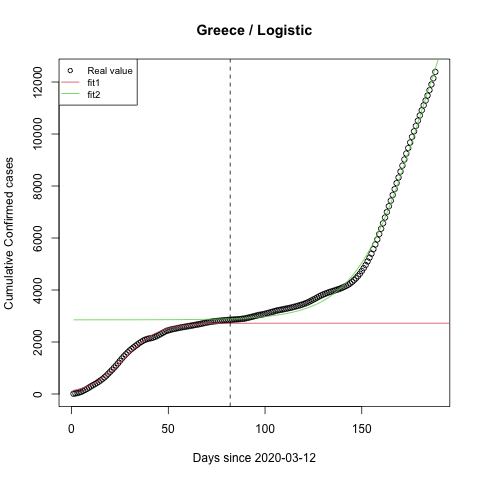 Greece / Logistic
Real value
fit1
fit2
Cumulative Confirmed cases
12000
10000
8000
6000
4000
2000
0
0 50 100 150
Days since 2020-03-12